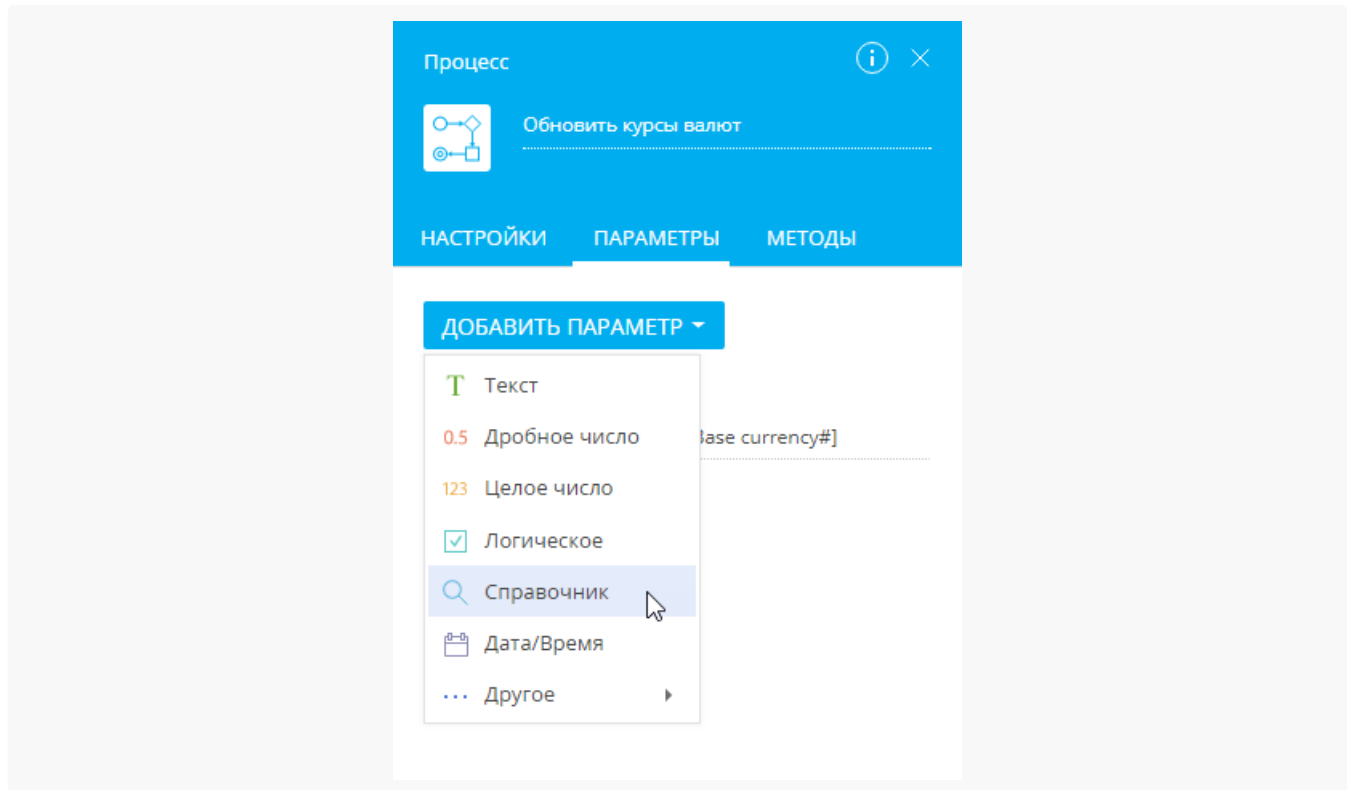 Процесс
Обновить курсы валют
НАСТРОЙКИ ПАРАМЕТРЫ МЕТОДЫ
ДОБАВИТЬ ПАРАМЕТР
T Текст
0.5 Дробное число
currency#]
123 Целое число
Логическое
Справочник
Дата/Время
... Другое